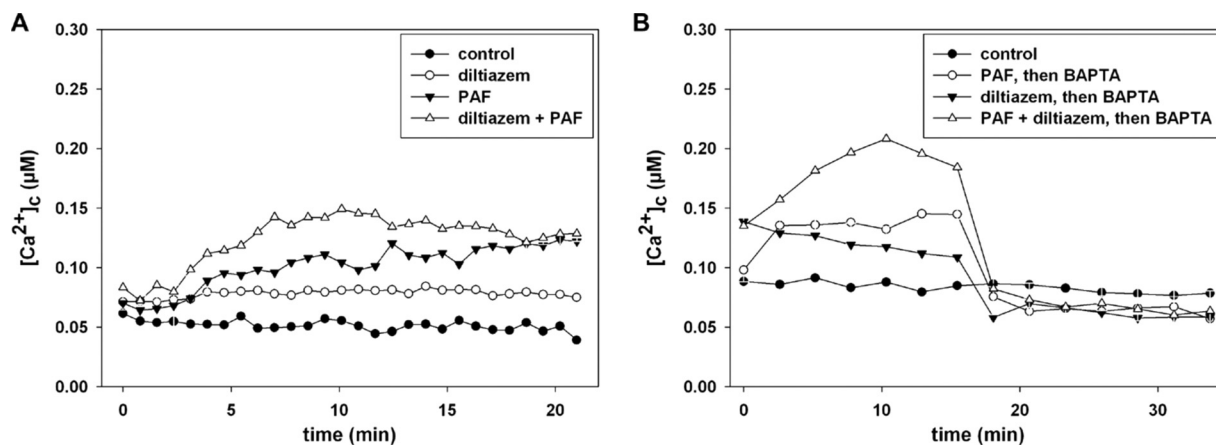 A
0.30
0.25
0.20
0.15
0.10
0.05
0.00
[Ca2+]C (µM)
control
diltiazem
PAF
diltiazem + PAF
0 5 10 15 20
time (min)
B
0.30
0.25
0.20
0.15
0.10
0.05
0.00
[Ca2+]C (µM)
control
PAF, then BAPTA
diltiazem, then BAPTA
PAF + diltiazem, then BAPTA
0 10 20 30
time (min)